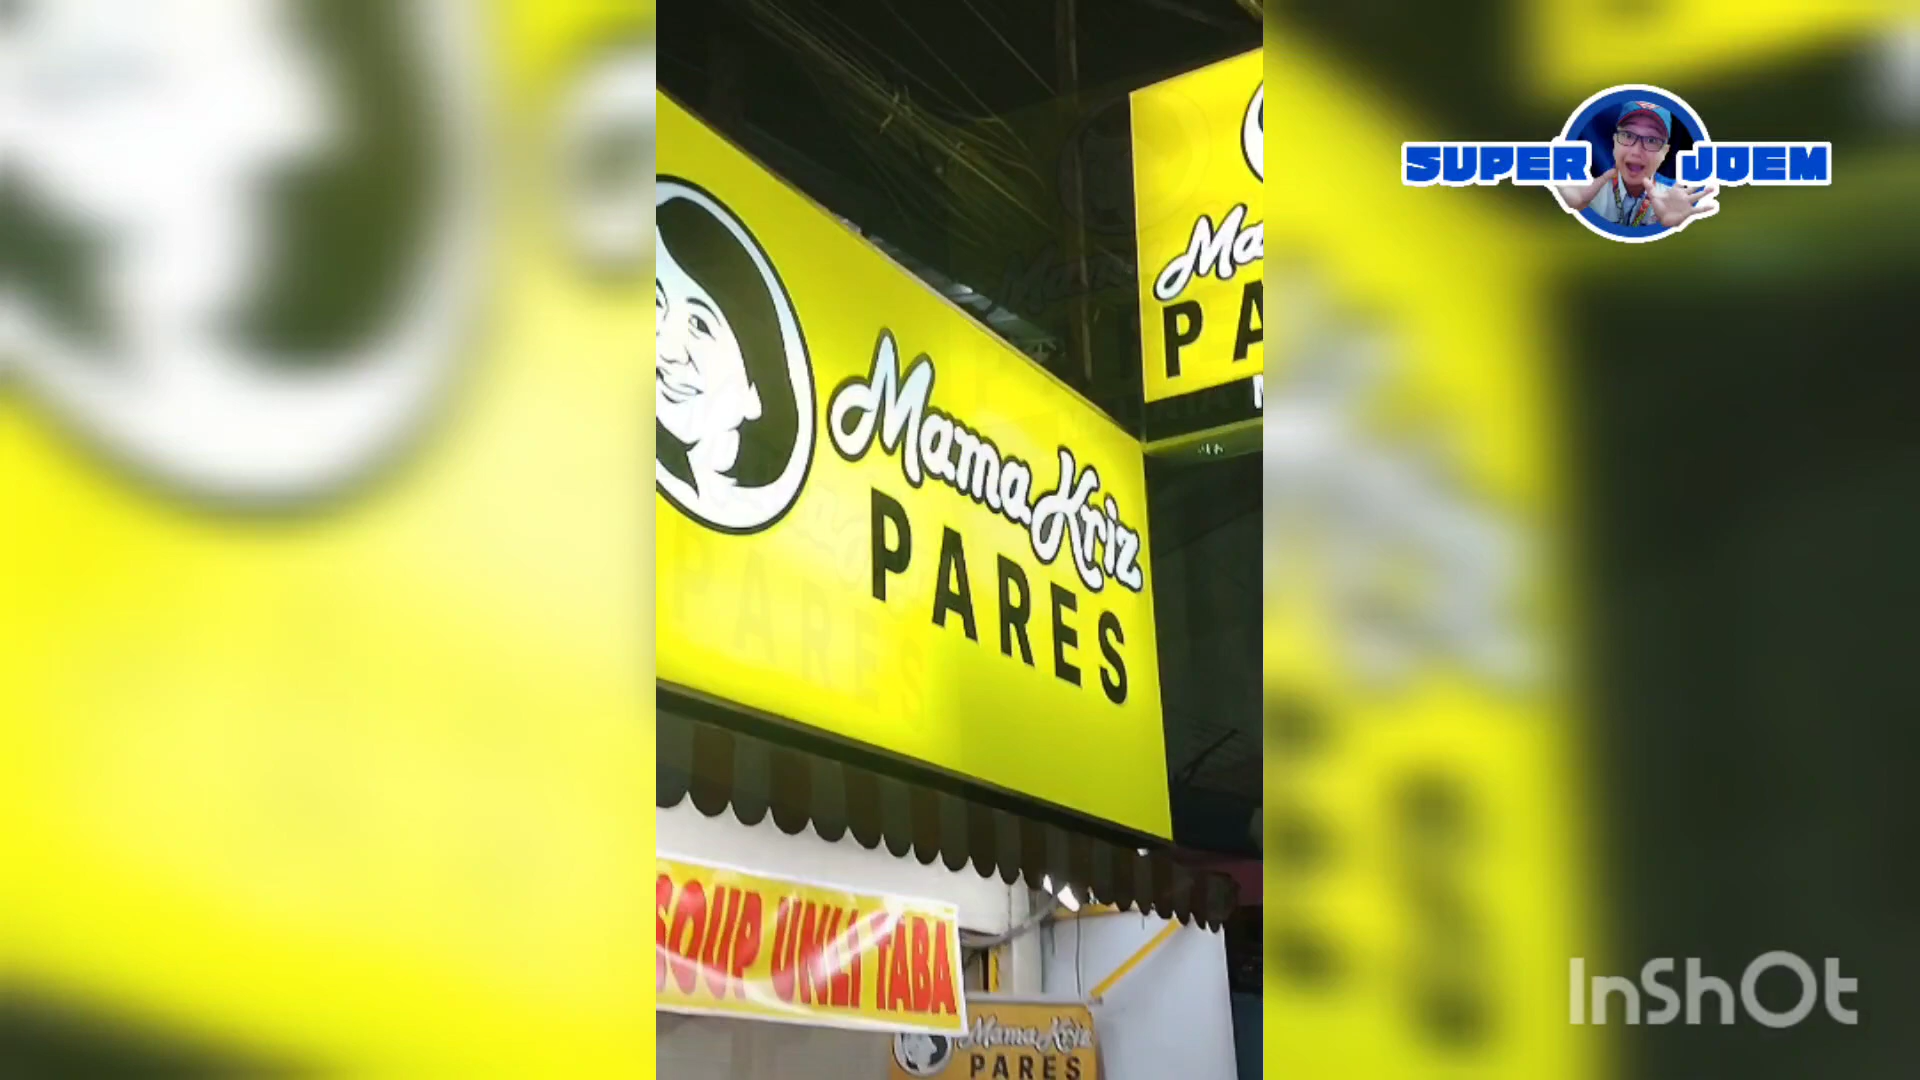 SUPER JOEM
Ma
PA
Mama Kriz
PARES
SOUP UNLI TABA
Mama Kriz
PARES
InShOt